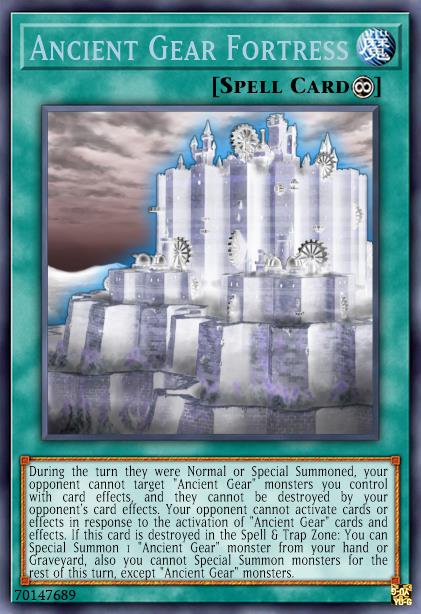 ANCIENT GEAR FORTRESS 魔
[SPELL CARD]
During the turn they were Normal or Special Summoned, your
opponent cannot target "Ancient Gear" monsters you control
with card effects, and they cannot be destroyed by your
opponent's card effects. Your opponent cannot activate cards or
effects in response to the activation of "Ancient Gear" cards and
effects. If this card is destroyed in the Spell & Trap Zone: You can
Special Summon 1 "Ancient Gear" monster from your hand or
Graveyard, also you cannot Special Summon monsters for the
rest of this turn, except "Ancient Gear" monsters.
70147689